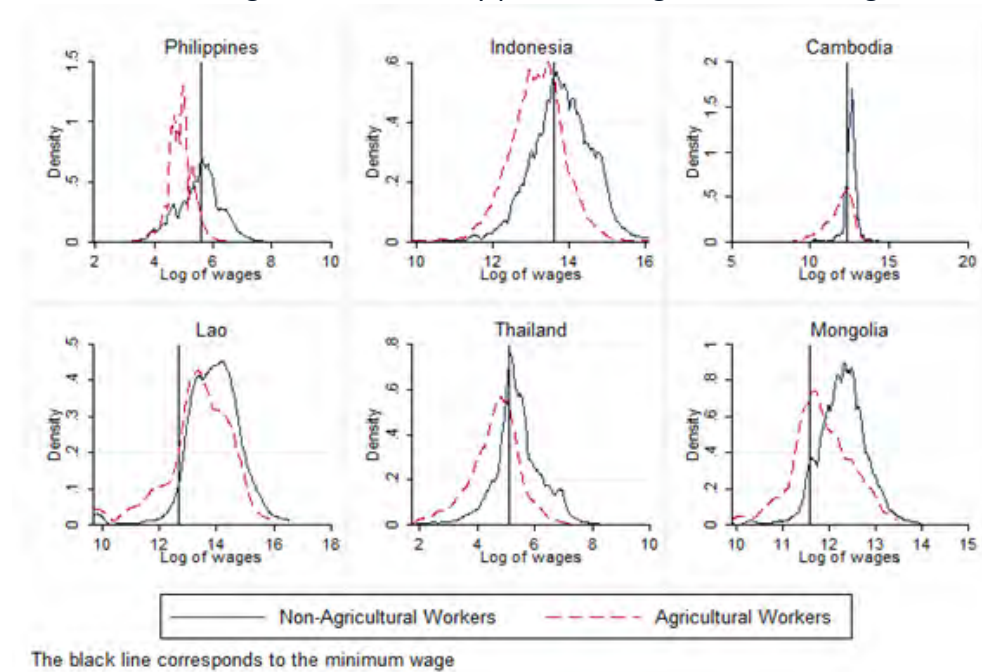 Philippines
Density
0 .5 1 1.5
2 4 6 8 10
Log of wages
Indonesia
Density
0 .2 .4 .6
10 12 14 16
Log of wages
Cambodia
Density
0 .5 1 1.5 2
5 10 15 20
Log of wages
Lao
Density
0 .1 .2 .3 .4 .5
10 12 14 16 18
Log of wages
Thailand
Density
0 .2 .4 .6 .8
2 4 6 8 10
Log of wages
Mongolia
Density
0 .2 .4 .6 .8 1
10 11 12 13 14 15
Log of wages
Non-Agricultural Workers
Agricultural Workers
The black line corresponds to the minimum wage